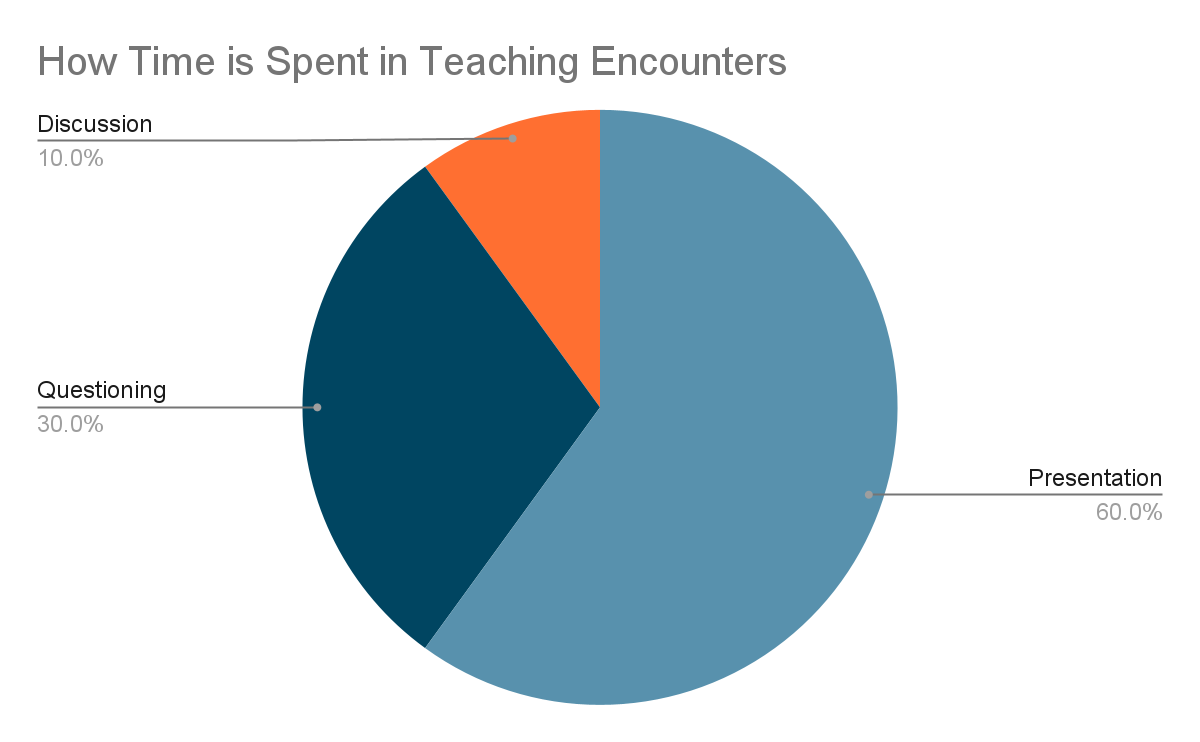 How Time is Spent in Teaching Encounters
Discussion
10.0%
Questioning
30.0%
Presentation
60.0%